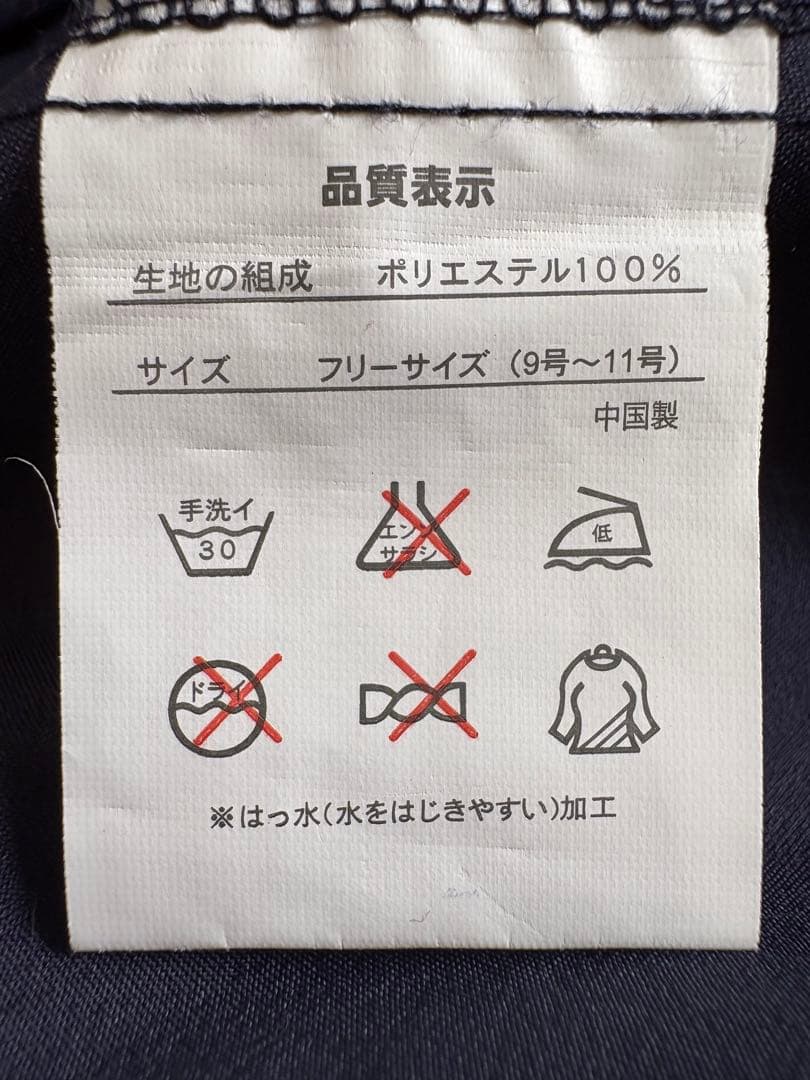 品質表示
生地の組成 ポリエステル100%
サイズ フリーサイズ（9号～11号）
中国製
手洗イ
30
エンソ
サラシ
低
ドライ
※はっ水（水をはじきやすい）加工